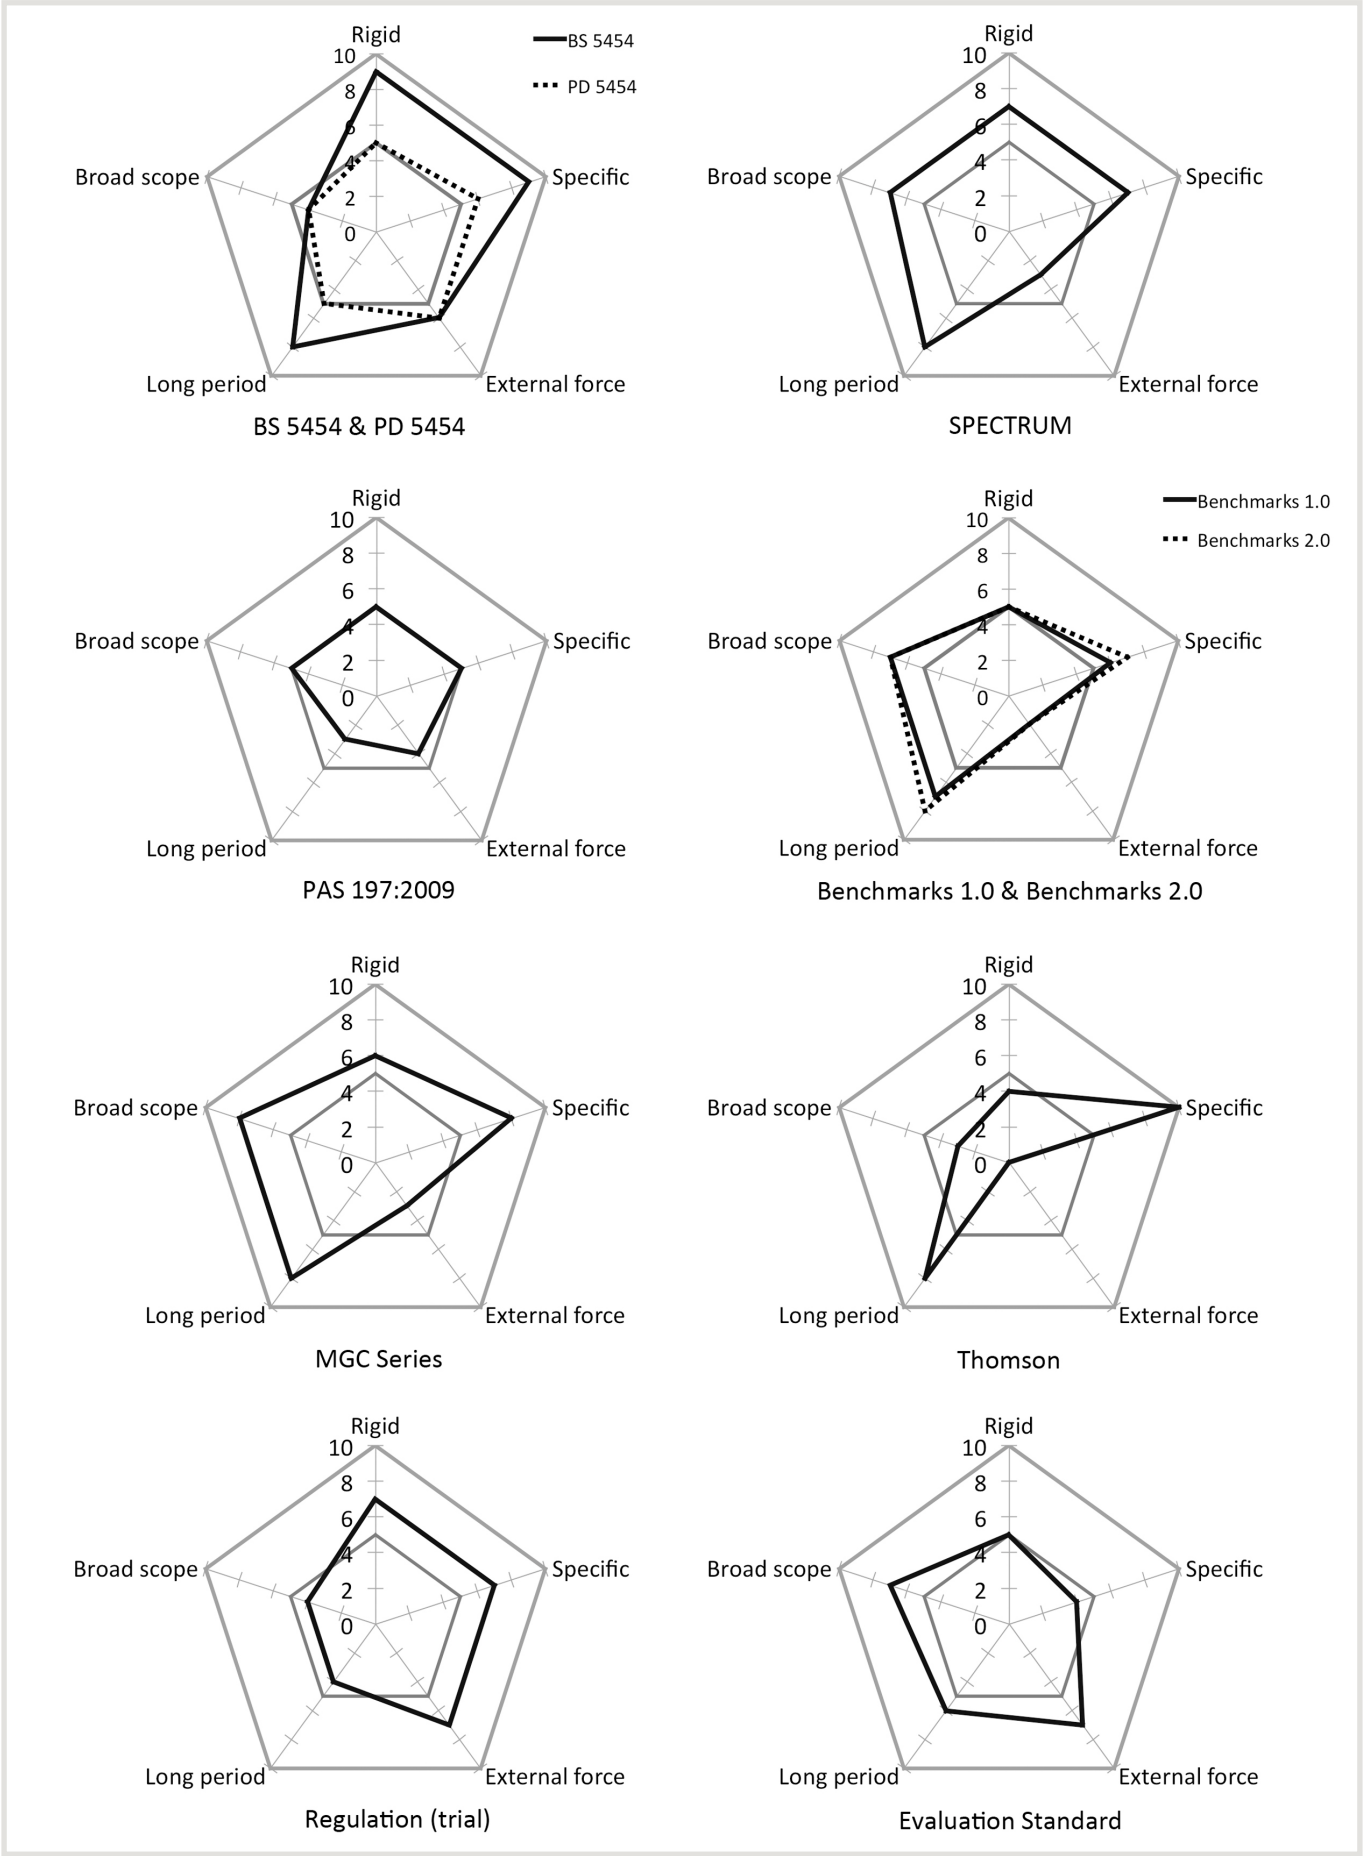 Rigid
BS 5454
PD 5454
10
8
6
4
2
0
Broad scope
Specific
Long period
External force
BS 5454 & PD 5454
Rigid
10
8
6
4
2
0
Broad scope
Specific
Long period
External force
SPECTRUM
Rigid
10
8
6
4
2
0
Broad scope
Specific
Long period
External force
PAS 197:2009
Rigid
Benchmarks 1.0
Benchmarks 2.0
10
8
6
4
2
0
Broad scope
Specific
Long period
External force
Benchmarks 1.0 & Benchmarks 2.0
Rigid
10
8
6
4
2
0
Broad scope
Specific
Long period
External force
MGC Series
Rigid
10
8
6
4
2
0
Broad scope
Specific
Long period
External force
Thomson
Rigid
10
8
6
4
2
0
Broad scope
Specific
Long period
External force
Regulation (trial)
Rigid
10
8
6
4
2
0
Broad scope
Specific
Long period
External force
Evaluation Standard